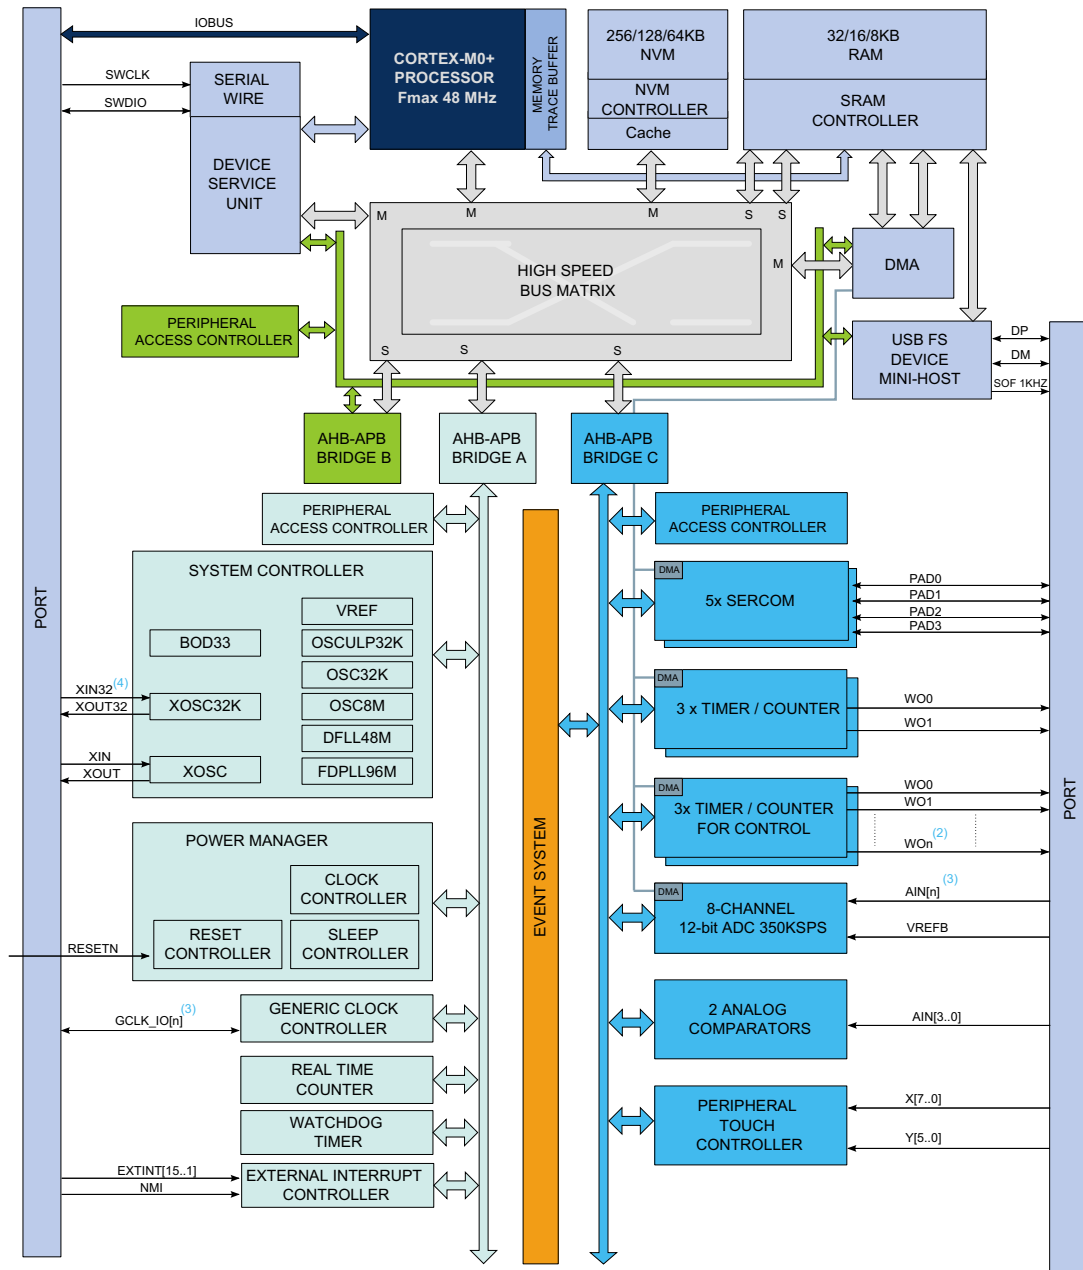 IOBUS
CORTEX-M0+
PROCESSOR
Fmax 48 MHz
MEMORY
TRACE BUFFER
256/128/64KB
NVM
NVM
CONTROLLER
Cache
32/16/8KB
RAM
SRAM
CONTROLLER
SWCLK
SWDIO
SERIAL
WIRE
DEVICE
SERVICE
UNIT
M
M
M
S
S
M
HIGH SPEED
BUS MATRIX
S
S
S
DMA
PERIPHERAL
ACCESS CONTROLLER
USB FS
DEVICE
MINI-HOST
DP
DM
SOF 1KHZ
AHB-APB
BRIDGE B
AHB-APB
BRIDGE A
AHB-APB
BRIDGE C
PERIPHERAL
ACCESS CONTROLLER
PERIPHERAL
ACCESS CONTROLLER
PORT
SYSTEM CONTROLLER
VREF
BOD33
OSCULP32K
OSC32K
XIN32(4)
XOUT32
XOSC32K
OSC8M
DFLL48M
XIN
XOUT
XOSC
FDPLL96M
EVENT SYSTEM
DMA
5x SERCOM
PAD0
PAD1
PAD2
PAD3
DMA
3 x TIMER / COUNTER
WO0
WO1
DMA
3x TIMER / COUNTER
FOR CONTROL
WO0
WO1
WOn(2)
PORT
POWER MANAGER
CLOCK
CONTROLLER
RESETN
RESET
CONTROLLER
SLEEP
CONTROLLER
DMA
8-CHANNEL
12-bit ADC 350KSPS
AIN[n](3)
VREFB
GCLK_IO[n](3)
GENERIC CLOCK
CONTROLLER
2 ANALOG
COMPARATORS
AIN[3..0]
REAL TIME
COUNTER
WATCHDOG
TIMER
PERIPHERAL
TOUCH
CONTROLLER
X[7..0]
Y[5..0]
EXTINT[15..1]
NMI
EXTERNAL INTERRUPT
CONTROLLER